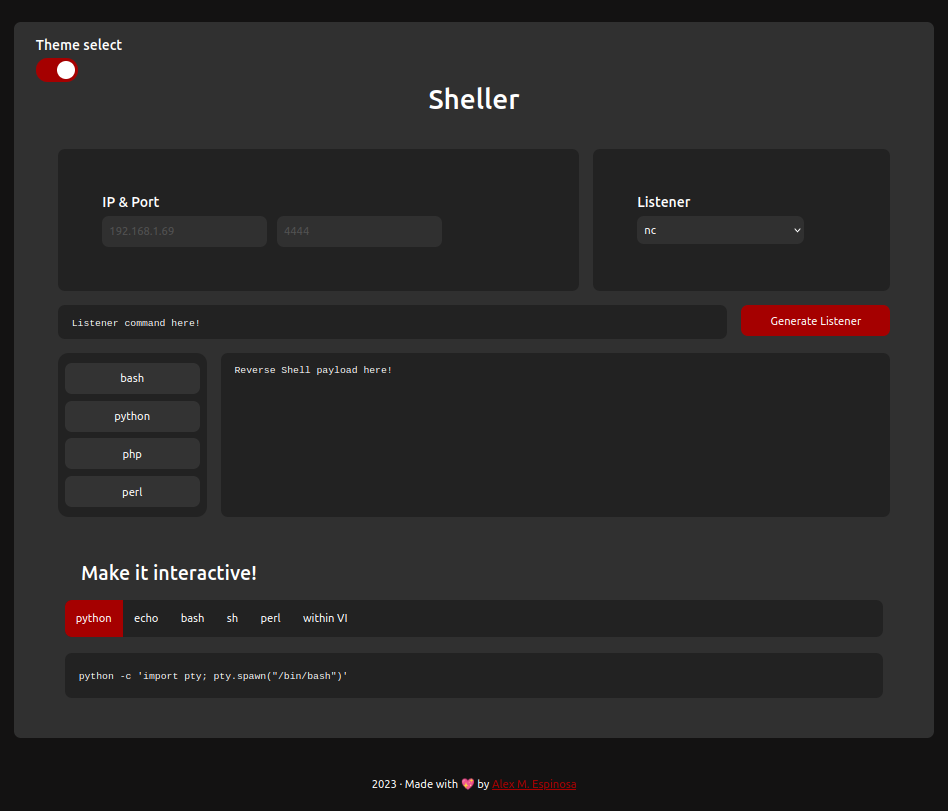 Theme select
Sheller
IP & Port
192.168.1.69 4444
Listener
nc
Listener command here!
Generate Listener
bash
python
php
perl
Reverse Shell payload here!
Make it interactive!
python echo bash sh perl within VI
python -c 'import pty; pty.spawn("/bin/bash")'
2023 · Made with 💖 by Alex M. Espinosa